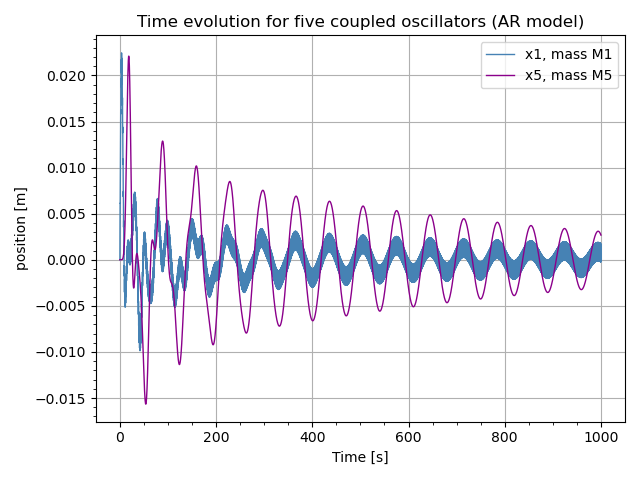 Time evolution for five coupled oscillators (AR model)
x1, mass M1
x5, mass M5
position [m]
0.020
0.015
0.010
0.005
0.000
−0.005
−0.010
−0.015
0 200 400 600 800 1000
Time [s]